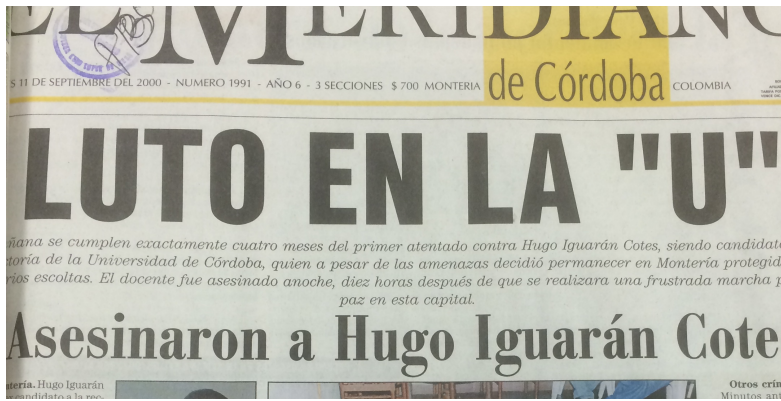 EL MERIDIANO
S 11 DE SEPTIEMBRE DEL 2000 - NUMERO 1991 - AÑO 6 - 3 SECCIONES $ 700 MONTERIA de Córdoba COLOMBIA
LUTO EN LA "U"
ñana se cumplen exactamente cuatro meses del primer atentado contra Hugo Iguarán Cotes, siendo candidat
ctoría de la Universidad de Córdoba, quien a pesar de las amenazas decidió permanecer en Montería protegid
rios escoltas. El docente fue asesinado anoche, diez horas después de que se realizara una frustrada marcha p
paz en esta capital.
Asesinaron a Hugo Iguarán Cote
tería. Hugo Iguarán
candidato a la rec-
Otros crím
Minutos an